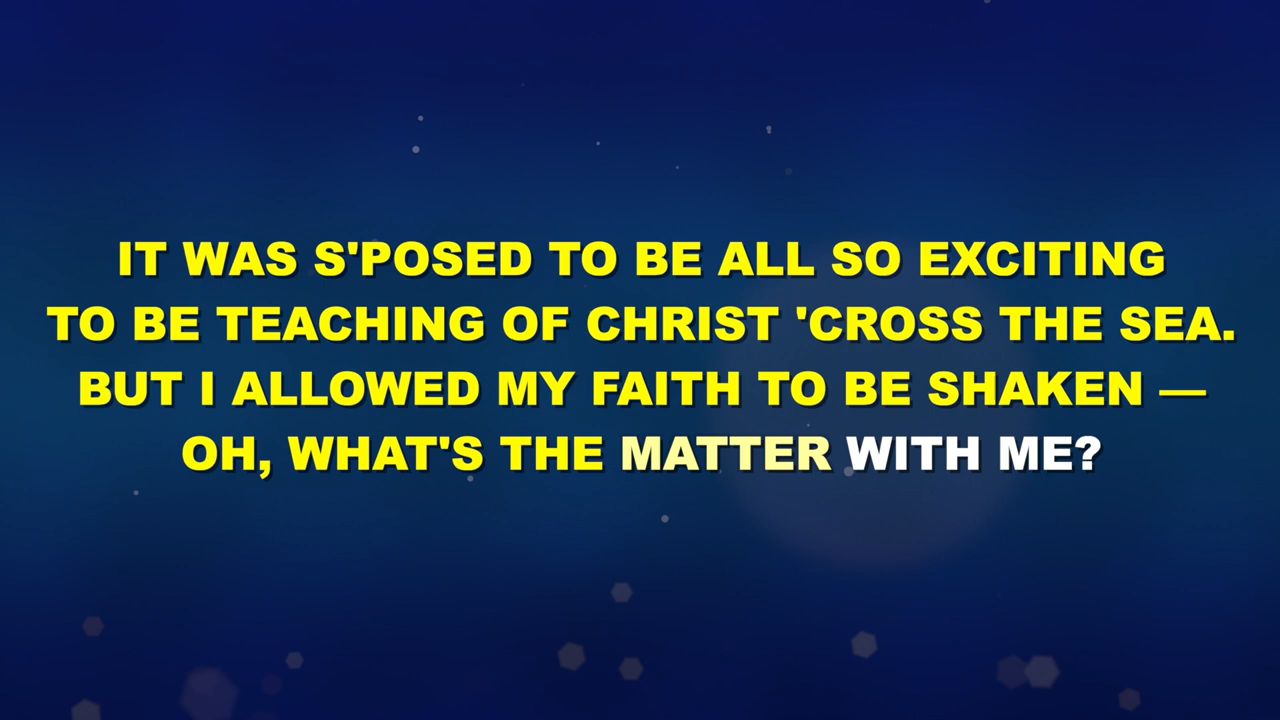 IT WAS S'POSED TO BE ALL SO EXCITING
TO BE TEACHING OF CHRIST 'CROSS THE SEA.
BUT I ALLOWED MY FAITH TO BE SHAKEN —
OH, WHAT'S THE MATTER WITH ME?